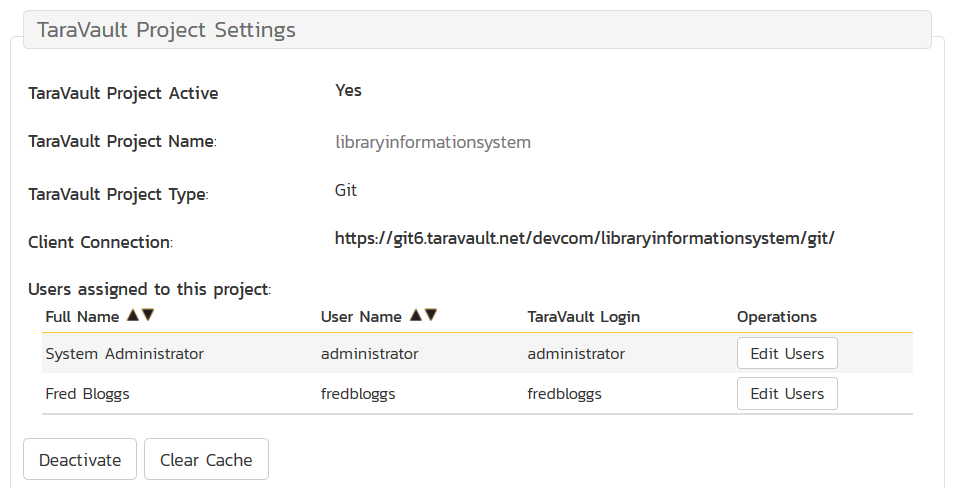 TaraVault Project Settings
TaraVault Project Active Yes
TaraVault Project Name: libraryinformationsystem
TaraVault Project Type: Git
Client Connection: https://git6.taravault.net/devcom/libraryinformationsystem/git/
Users assigned to this project:
Full Name ▲▼ User Name ▲▼ TaraVault Login Operations
System Administrator administrator administrator Edit Users
Fred Bloggs fredbloggs fredbloggs Edit Users
Deactivate Clear Cache